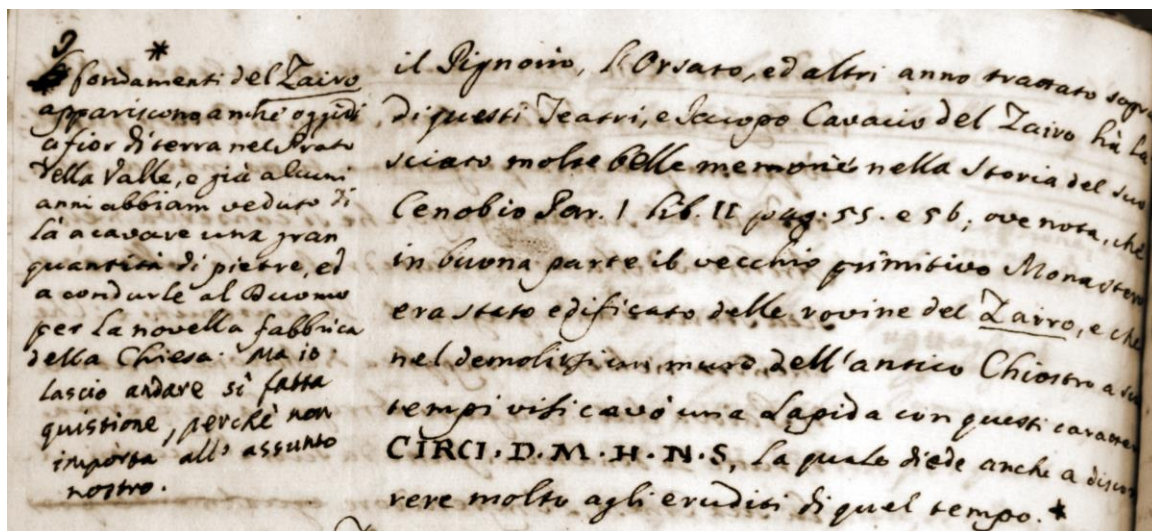 *
I fondamenti del Zairo
appariscono anche oggidì
a fior di terra nel Prato
della Valle, e già alcuni
anni abbiam veduto di
là a cavare una gran
quantità di pietre, ed
a condurle al Duomo
per la novella fabbrica
della Chiesa. Ma io
lascio andare sì fatta
quistione, perchè non
importa all' assunto
nostro.
il Pignorio, l'Orsato, ed altri anno trattato sopra
di questi Teatri, e Jacopo Cavacio del Zairo hà la
sciato molte belle memorie nella Storia del suo
Cenobio Par. I lib. II pag. 55. e 56; ove nota, che
in buona parte il vecchio primitivo Monastero
era stato edificato delle rovine del Zairo, e che
nel demolirsi un muro dell'antico Chiostro a suoi
tempi vi si cavò una Lapida con questi caratteri
CIRCI. D. M. H. N. S, la quale diede anche a discor
rere molto agli eruditi di quel tempo. *